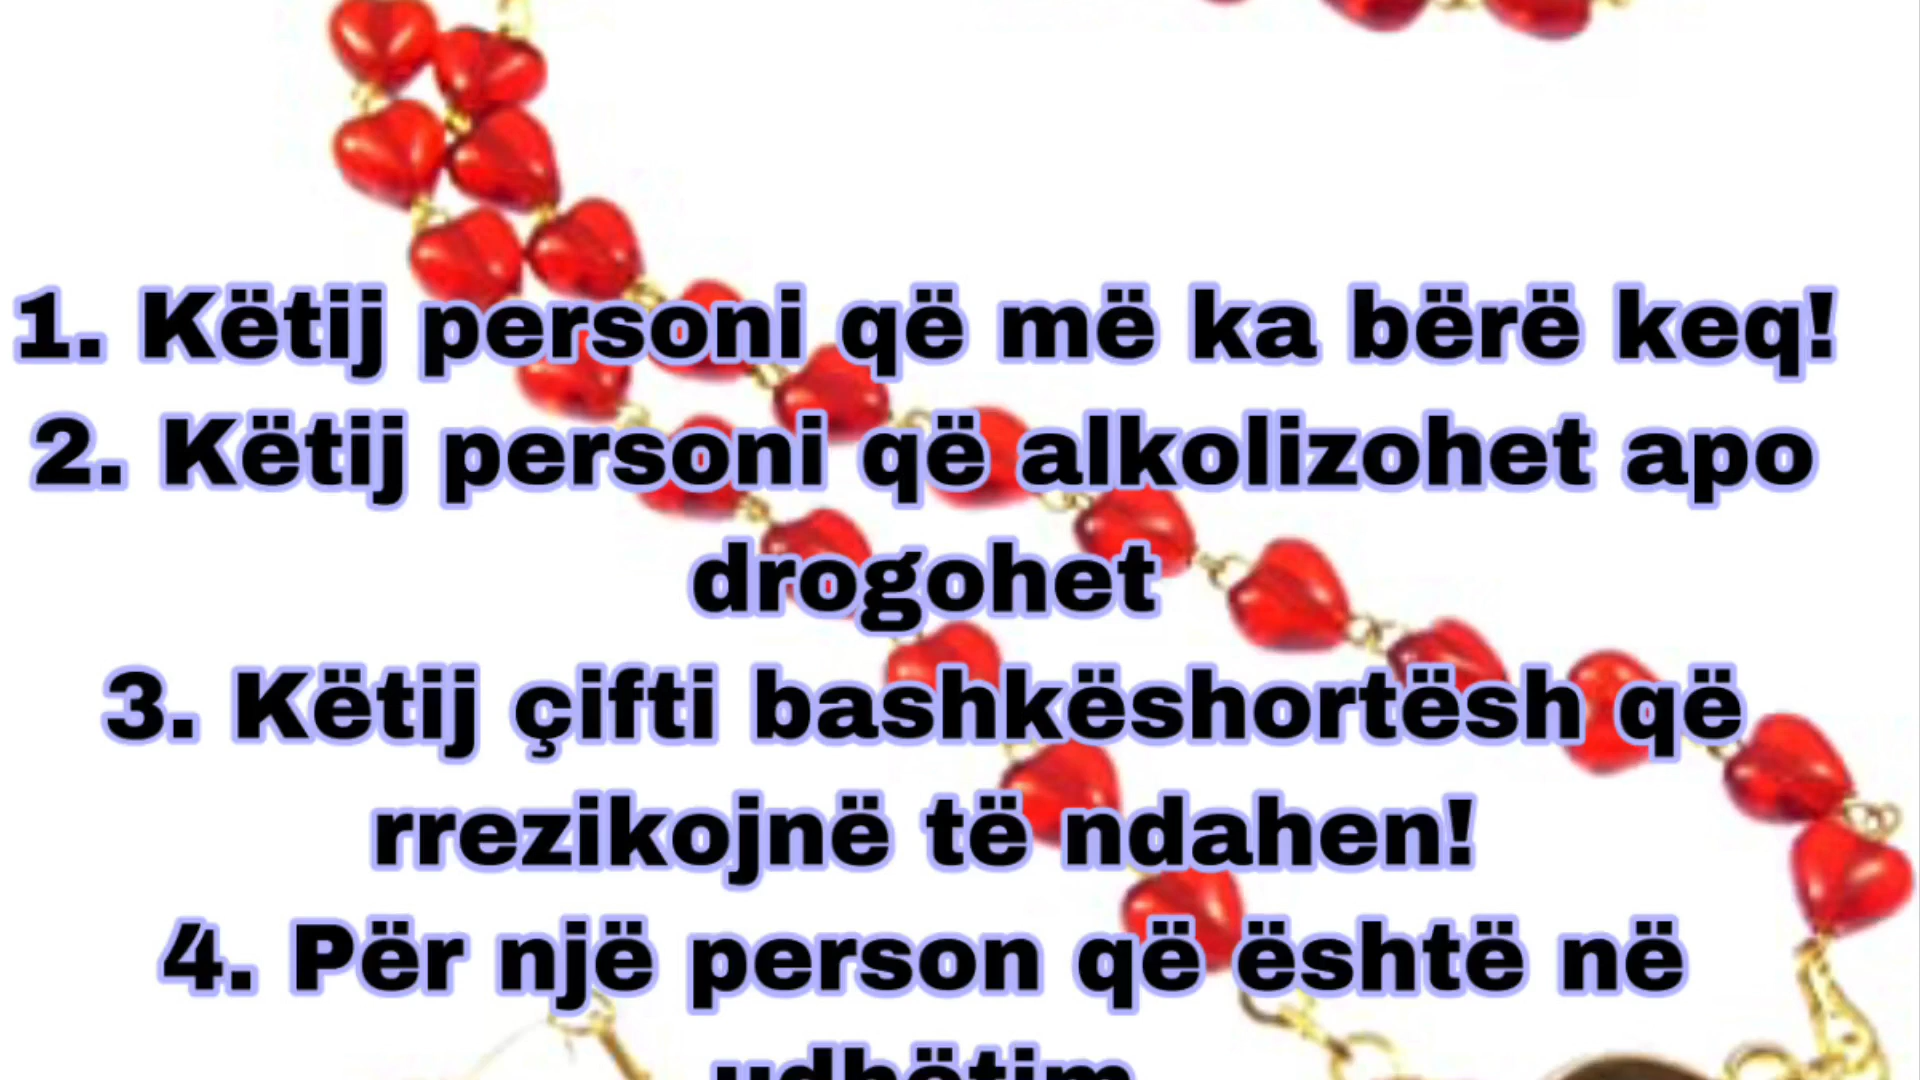 1. Këtij personi që më ka bërë keq!
2. Këtij personi që alkolizohet apo
drogohet
3. Këtij çifti bashkëshortësh që
rrezikojnë të ndahen!
4. Për një person që është në
udhëtim